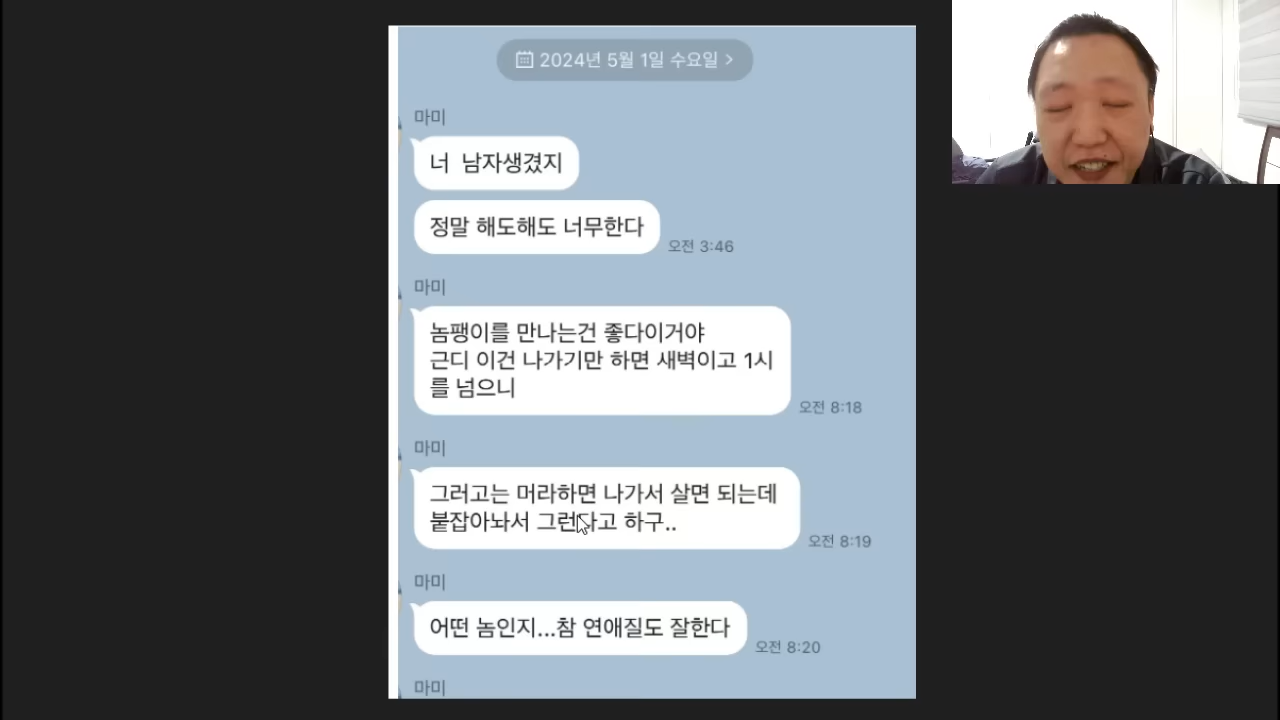 2024년 5월 1일 수요일 >
마미
너 남자생겼지
정말 해도해도 너무한다
오전 3:46
마미
놈팽이를 만나는건 좋다이거야
근디 이건 나가기만 하면 새벽이고 1시
를 넘으니
오전 8:18
마미
그러고는 머라하면 나가서 살면 되는데
붙잡아놔서 그런다고 하구..
오전 8:19
마미
어떤 놈인지...참 연애질도 잘한다
오전 8:20
마미